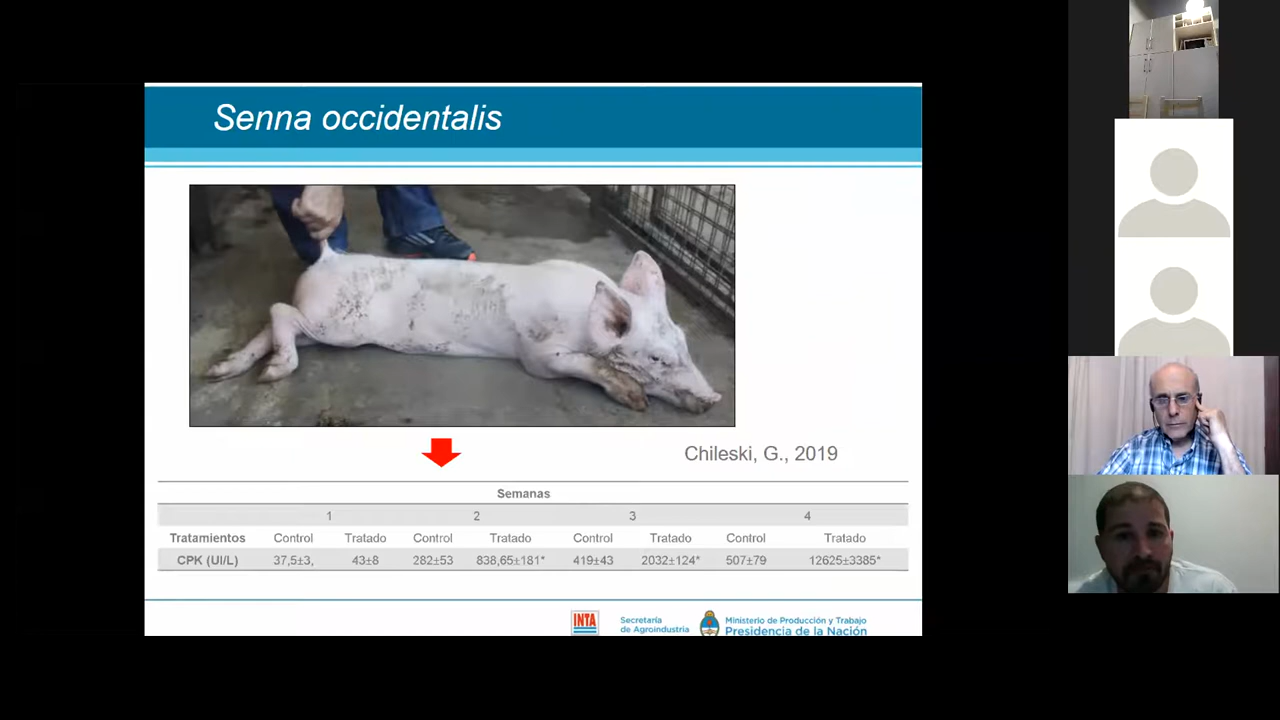 Senna occidentalis
Chileski, G., 2019
Semanas
1 2 3 4
Tratamientos Control Tratado Control Tratado Control Tratado Control Tratado
CPK (UI/L) 37,5±3, 43±8 282±53 838,65±181* 419±43 2032±124* 507±79 12625±3385*
INTA
Secretaría
de Agroindustria
Ministerio de Producción y Trabajo
Presidencia de la Nación